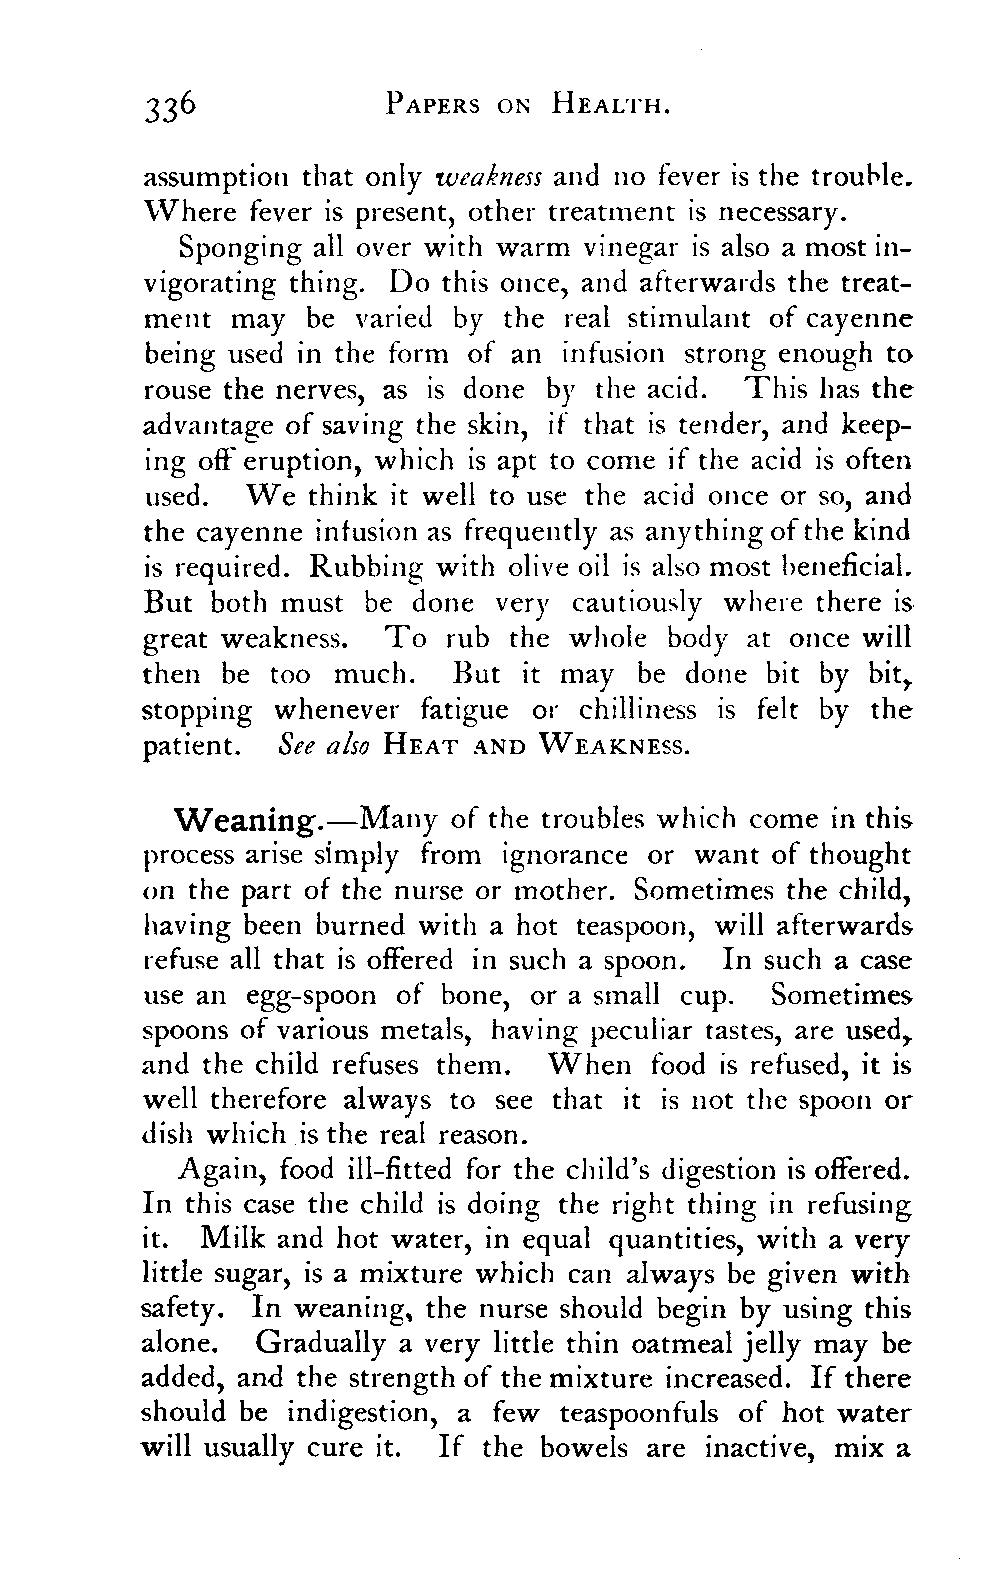 336 PAPERS ON HEALTH.
assumption that only weakness and no fever is the trouble.
Where fever is present, other treatment is necessary.
Sponging all over with warm vinegar is also a most in-
vigorating thing. Do this once, and afterwards the treat-
ment may be varied by the real stimulant of cayenne
being used in the form of an infusion strong enough to
rouse the nerves, as is done by the acid. This has the
advantage of saving the skin, if that is tender, and keep-
ing off eruption, which is apt to come if the acid is often
used. We think it well to use the acid once or so, and
the cayenne infusion as frequently as anything of the kind
is required. Rubbing with olive oil is also most beneficial.
But both must be done very cautiously where there is
great weakness. To rub the whole body at once will
then be too much. But it may be done bit by bit,
stopping whenever fatigue or chilliness is felt by the
patient. See also HEAT AND WEAKNESS.
Weaning.—Many of the troubles which come in this
process arise simply from ignorance or want of thought
on the part of the nurse or mother. Sometimes the child,
having been burned with a hot teaspoon, will afterwards
refuse all that is offered in such a spoon. In such a case
use an egg-spoon of bone, or a small cup. Sometimes
spoons of various metals, having peculiar tastes, are used,
and the child refuses them. When food is refused, it is
well therefore always to see that it is not the spoon or
dish which is the real reason.
Again, food ill-fitted for the child's digestion is offered.
In this case the child is doing the right thing in refusing
it. Milk and hot water, in equal quantities, with a very
little sugar, is a mixture which can always be given with
safety. In weaning, the nurse should begin by using this
alone. Gradually a very little thin oatmeal jelly may be
added, and the strength of the mixture increased. If there
should be indigestion, a few teaspoonfuls of hot water
will usually cure it. If the bowels are inactive, mix a